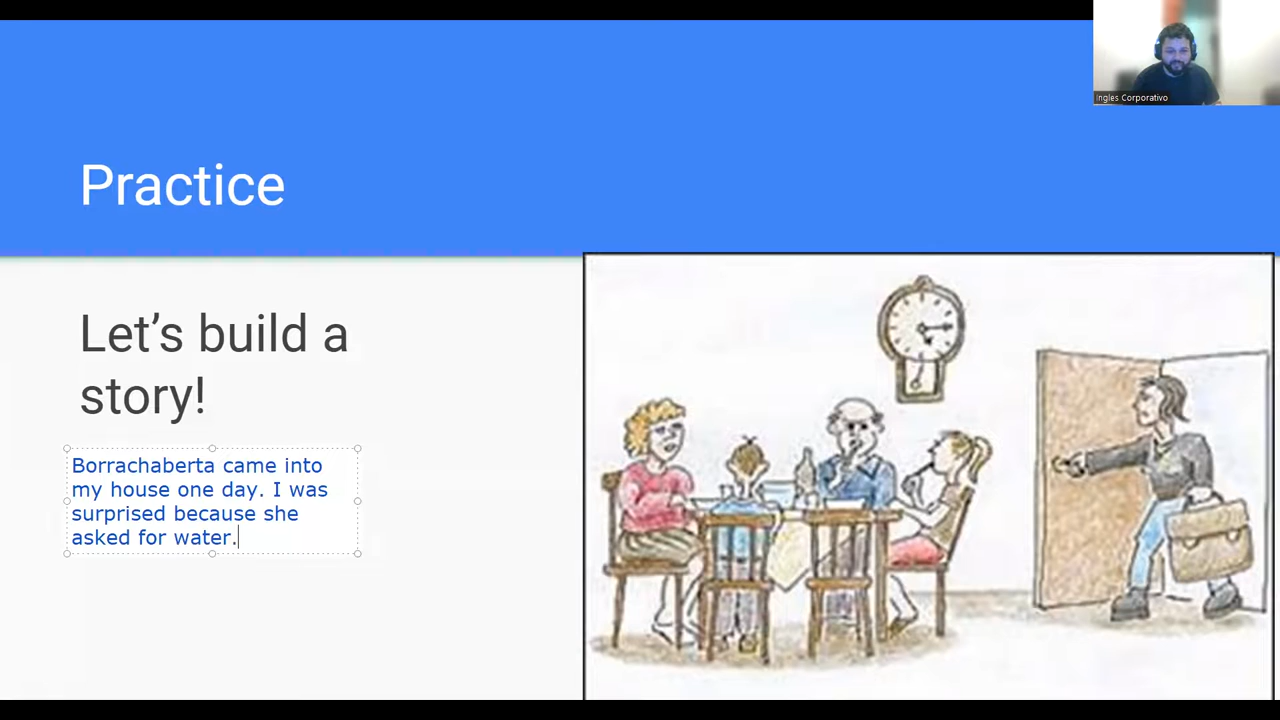 Ingles Corporativo
Practice
Let's build a
story!
Borrachaberta came into
my house one day. I was
surprised because she
asked for water.